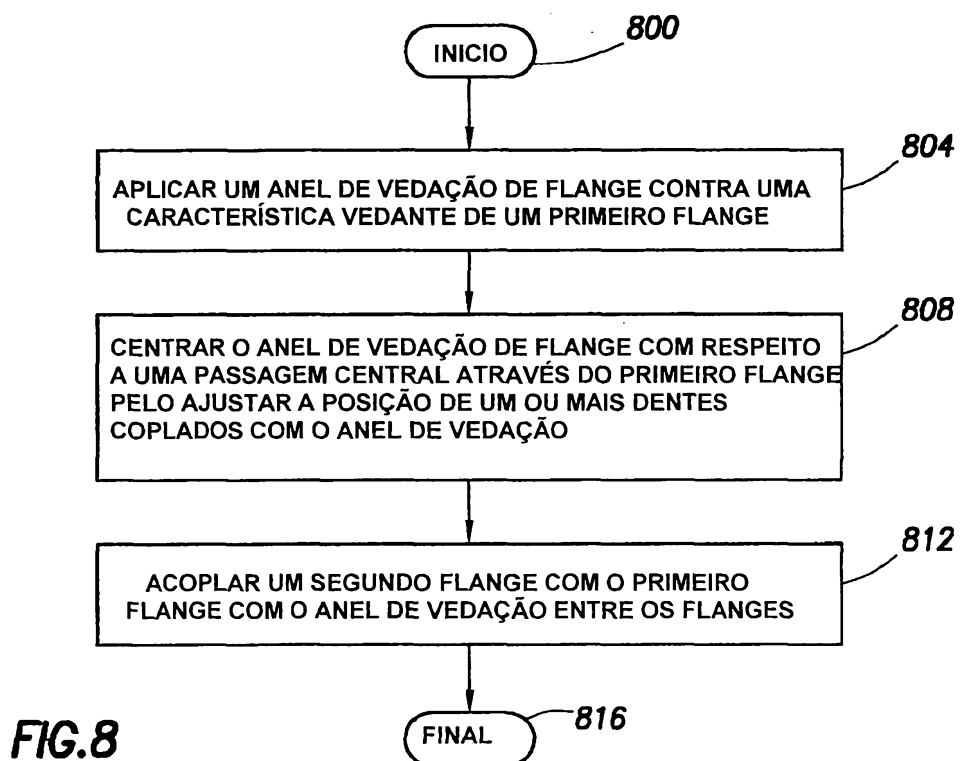 INICIO
800
804
APLICAR UM ANEL DE VEDAÇÃO DE FLANGE CONTRA UMA
CARACTERÍSTICA VEDANTE DE UM PRIMEIRO FLANGE
808
CENTRAR O ANEL DE VEDAÇÃO DE FLANGE COM RESPEITO
A UMA PASSAGEM CENTRAL ATRAVÉS DO PRIMEIRO FLANGE
PELO AJUSTAR A POSIÇÃO DE UM OU MAIS DENTES
COPLADOS COM O ANEL DE VEDAÇÃO
812
ACOPLAR UM SEGUNDO FLANGE COM O PRIMEIRO
FLANGE COM O ANEL DE VEDAÇÃO ENTRE OS FLANGES
816
FINAL
FIG.8